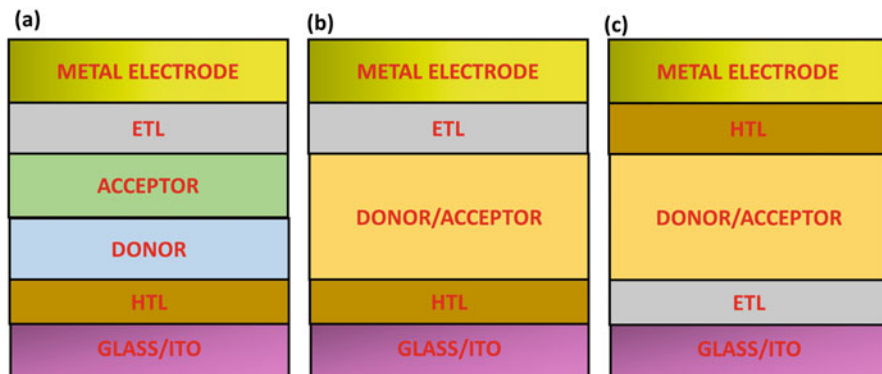 (a)
METAL ELECTRODE
ETL
ACCEPTOR
DONOR
HTL
GLASS/ITO
(b)
METAL ELECTRODE
ETL
DONOR/ACCEPTOR
HTL
GLASS/ITO
(c)
METAL ELECTRODE
HTL
DONOR/ACCEPTOR
ETL
GLASS/ITO